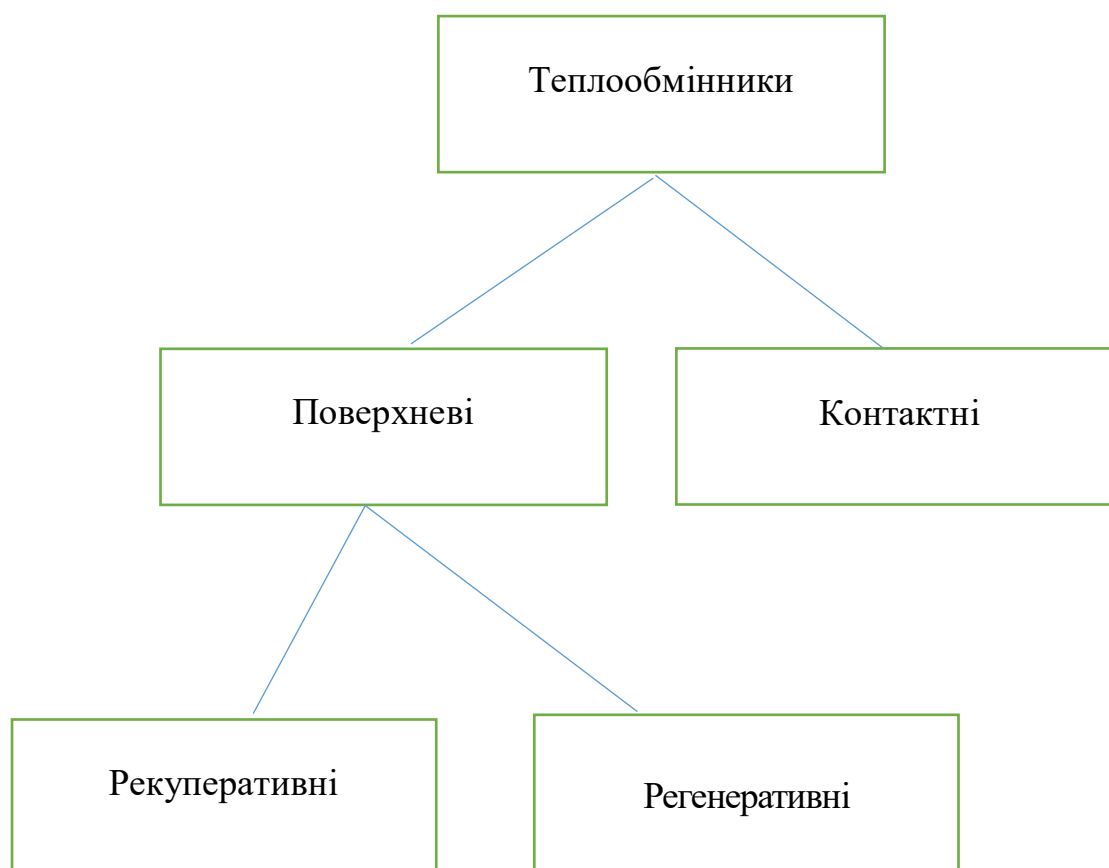 Теплообмінники
Поверхневі
Контактні
Рекуперативні
Регенеративні